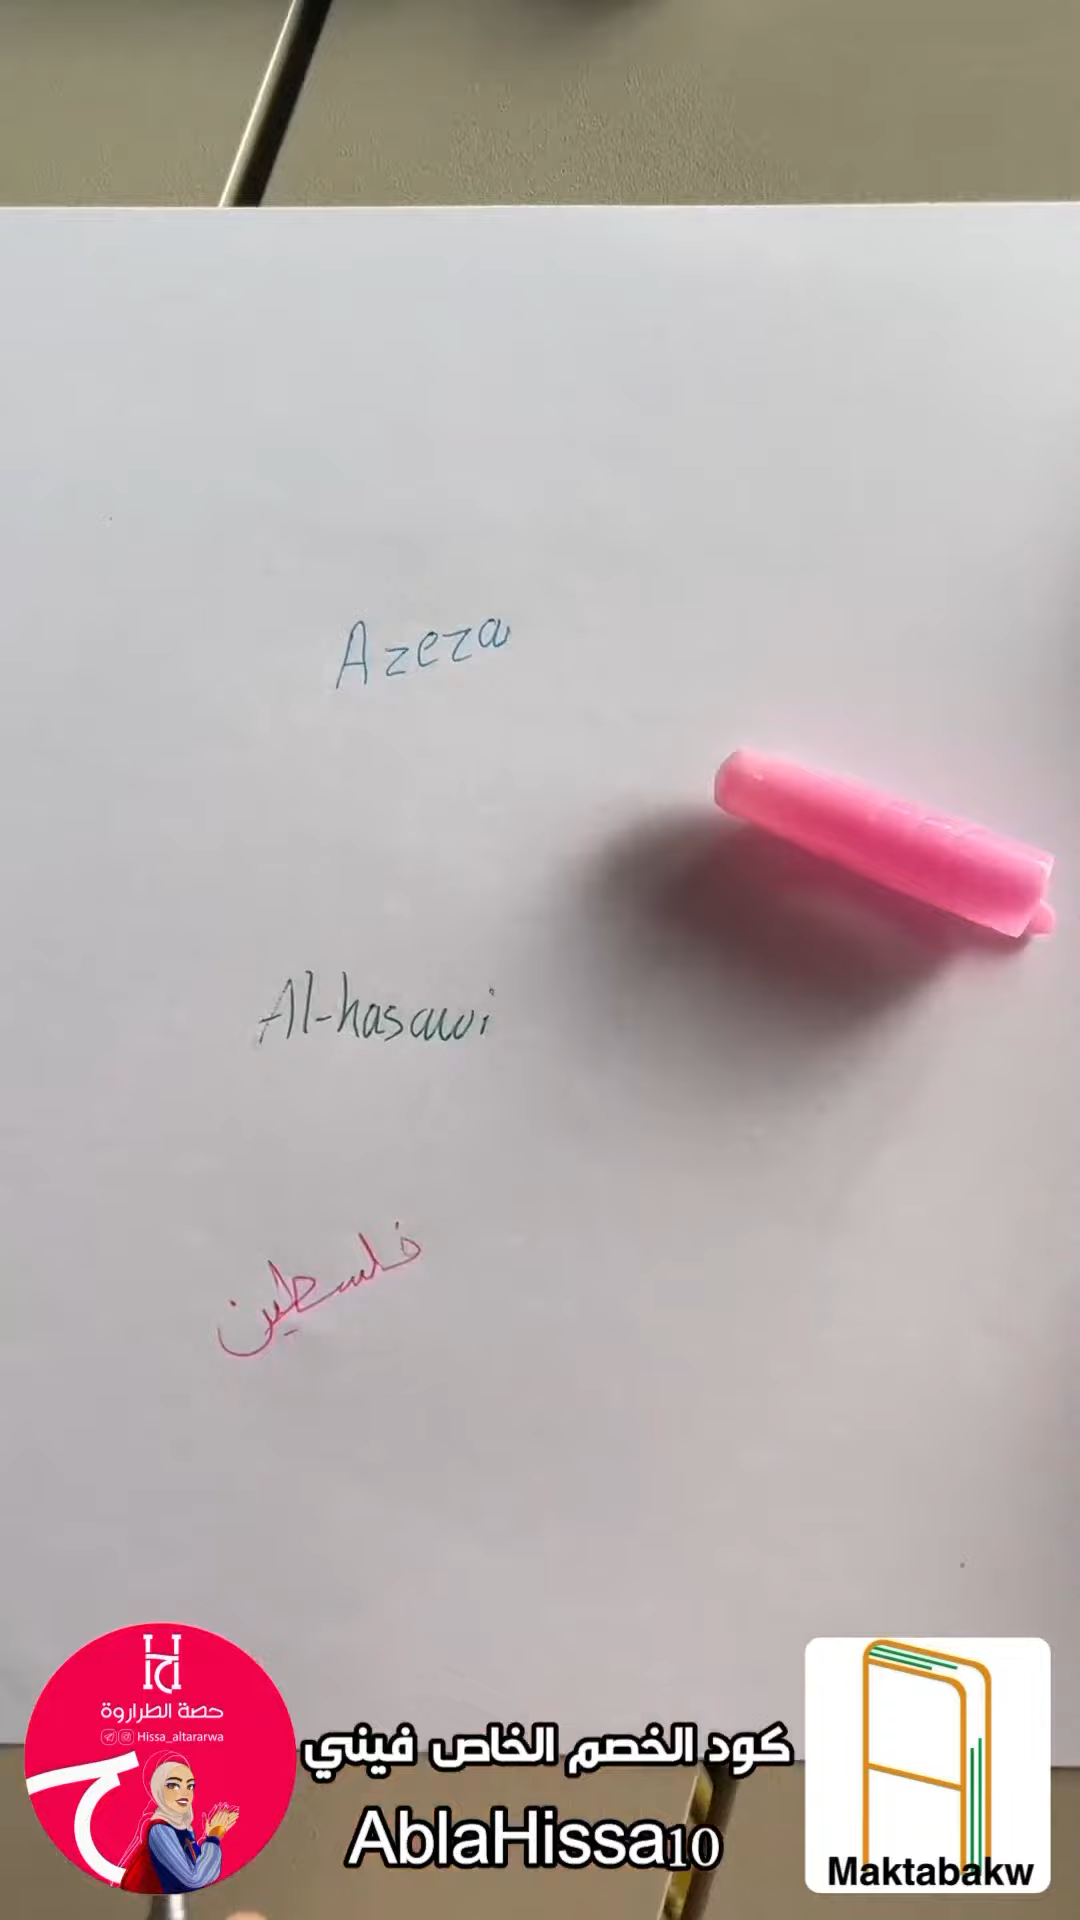 Azeza
Al-hasawi
فلسطين
حصة الطراروة
Hissa_altararwa
كود الخصم الخاص فيني
AblaHissa10
Maktabakw